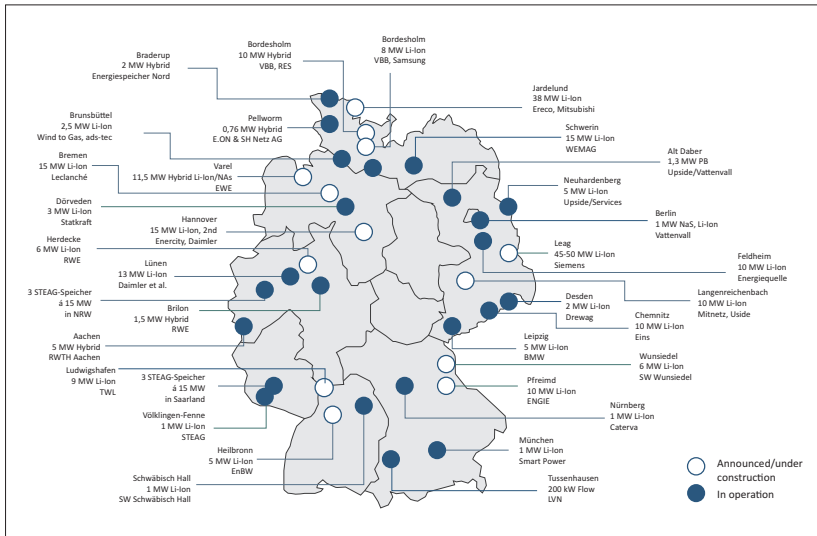 Braderup
2 MW Hybrid
Energiespeicher Nord
Bordesholm
10 MW Hybrid
VBB, RES
Bordesholm
8 MW Li-Ion
VBB, Samsung
Jardelund
38 MW Li-Ion
Ereco, Mitsubishi
Brunsbüttel
2,5 MW Li-Ion
Wind to Gas, ads-tec
Pellworm
0,76 MW Hybrid
E.ON & SH Netz AG
Schwerin
15 MW Li-Ion
WEMAG
Alt Daber
1,3 MW PB
Upside/Vattenvall
Bremen
15 MW Li-Ion
Leclanché
Varel
11,5 MW Hybrid Li-Ion/NAs
EWE
Neuhardenberg
5 MW Li-Ion
Upside/Services
Dörveden
3 MW Li-Ion
Statkraft
Hannover
15 MW Li-Ion, 2nd
Enercity, Daimler
Berlin
1 MW NaS, Li-Ion
Vattenvall
Herdecke
6 MW Li-Ion
RWE
Leag
45-50 MW Li-Ion
Siemens
Feldheim
10 MW Li-Ion
Energiequelle
Lünen
13 MW Li-Ion
Daimler et al.
3 STEAG-Speicher
á 15 MW
in NRW
Langenreichenbach
10 MW Li-Ion
Mitnetz, Uside
Brilon
1,5 MW Hybrid
RWE
Desden
2 MW Li-Ion
Drewag
Chemnitz
10 MW Li-Ion
Eins
Aachen
5 MW Hybrid
RWTH Aachen
Leipzig
5 MW Li-Ion
BMW
Wunsiedel
6 MW Li-Ion
SW Wunsiedel
Ludwigshafen
9 MW Li-Ion
TWL
3 STEAG-Speicher
á 15 MW
in Saarland
Pfreimd
10 MW Li-Ion
ENGIE
Völklingen-Fenne
1 MW Li-Ion
STEAG
Nürnberg
1 MW Li-Ion
Caterva
Heilbronn
5 MW Li-Ion
EnBW
München
1 MW Li-Ion
Smart Power
Schwäbisch Hall
1 MW Li-Ion
SW Schwäbisch Hall
Tussenhausen
200 kW Flow
LVN
Announced/under
construction
In operation